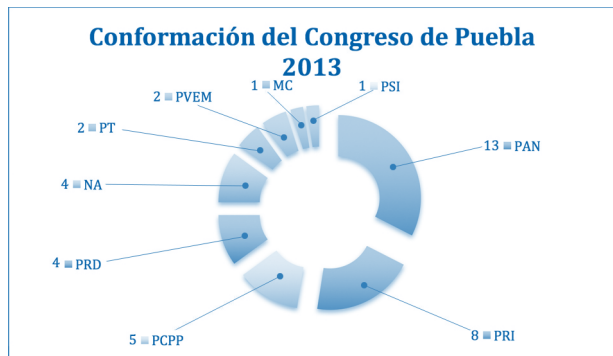 Conformación del Congreso de Puebla
2013
1 MC
1 PSI
2 PVEM
2 PT
13 PAN
4 NA
4 PRD
5 PCPP
8 PRI